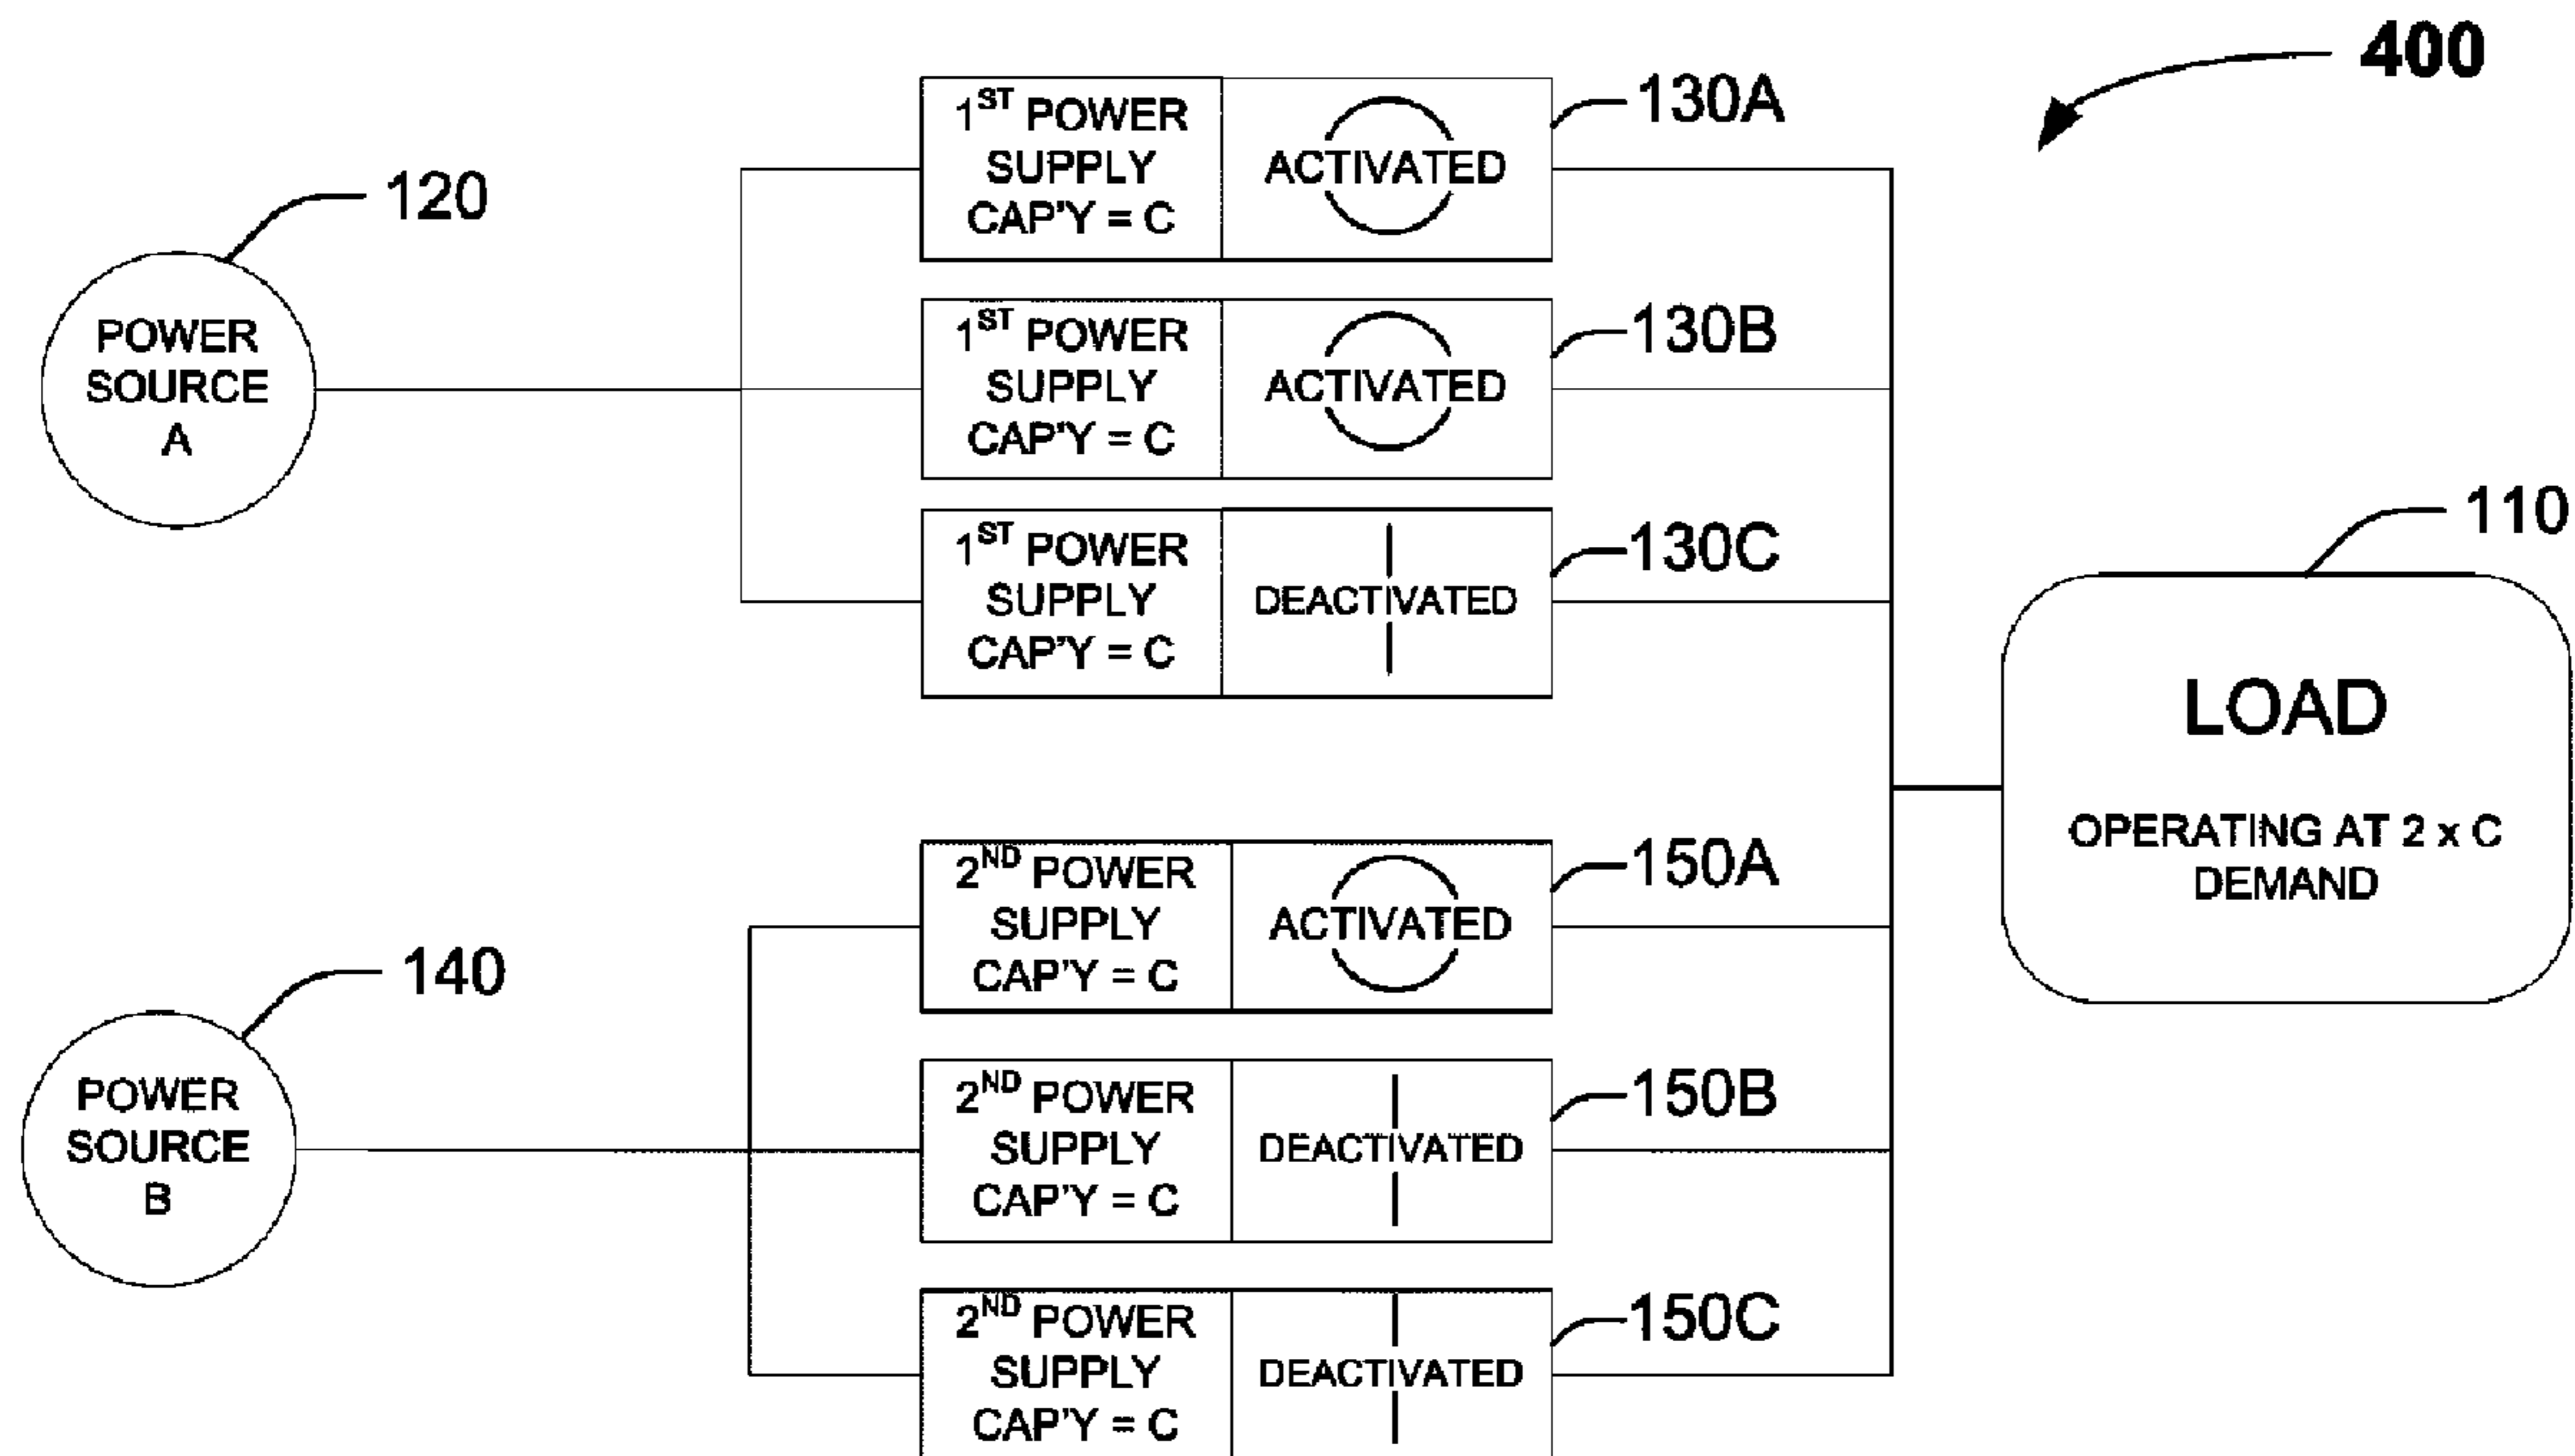 400
120
POWER
SOURCE
A
1ST POWER
SUPPLY
CAP'Y = C
ACTIVATED
130A
1ST POWER
SUPPLY
CAP'Y = C
ACTIVATED
130B
1ST POWER
SUPPLY
CAP'Y = C
DEACTIVATED
130C
110
LOAD
OPERATING AT 2 x C
DEMAND
140
POWER
SOURCE
B
2ND POWER
SUPPLY
CAP'Y = C
ACTIVATED
150A
2ND POWER
SUPPLY
CAP'Y = C
DEACTIVATED
150B
2ND POWER
SUPPLY
CAP'Y = C
DEACTIVATED
150C